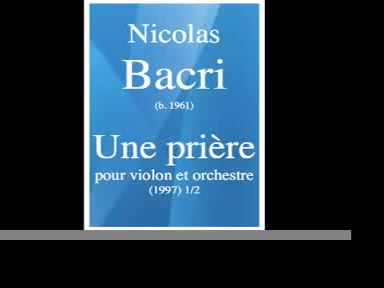 Nicolas
Bacri
(b. 1961)
Une prière
pour violon et orchestre
(1997) 1/2